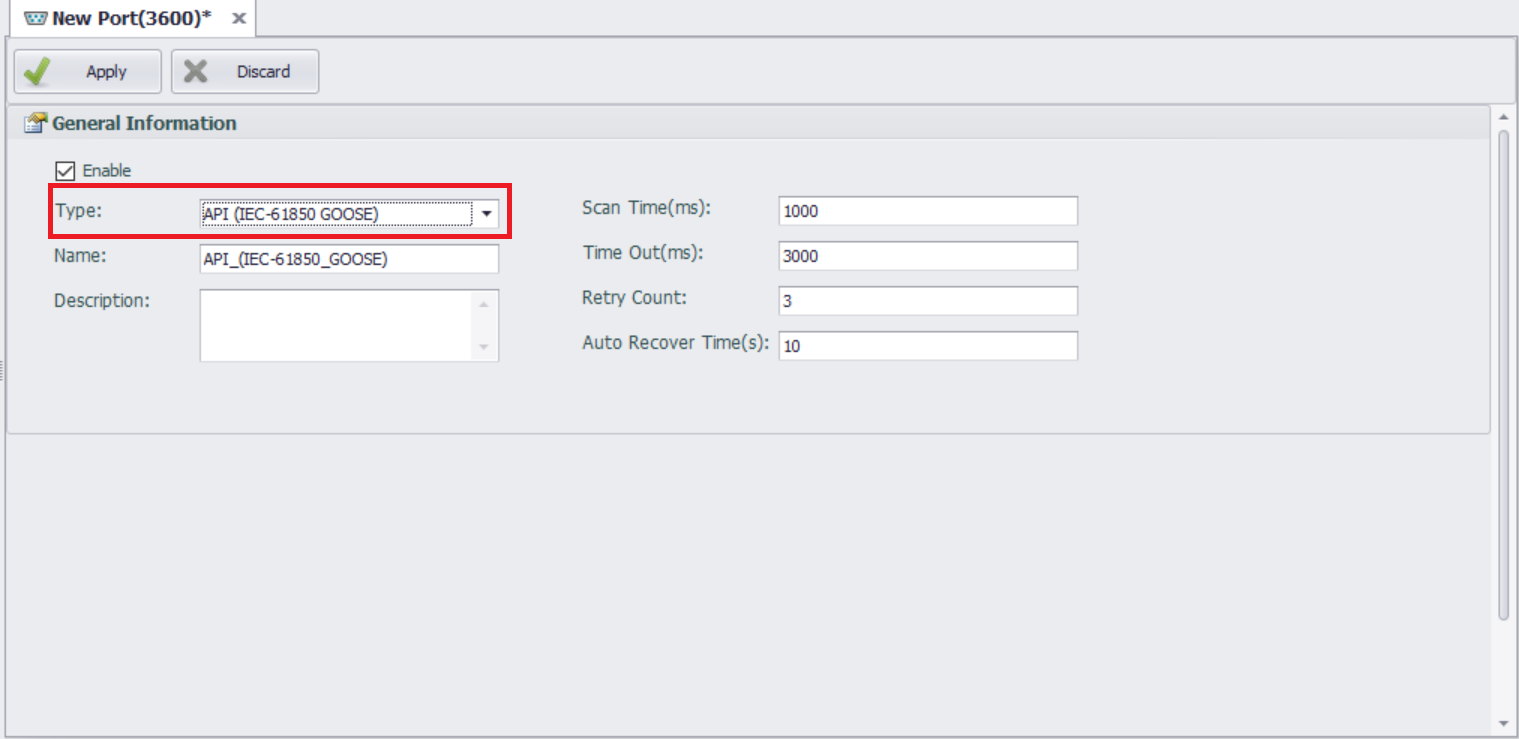 New Port(3600)*
Apply Discard
General Information
Enable
Type: API (IEC-61850 GOOSE)
Name: API_(IEC-61850_GOOSE)
Description:
Scan Time(ms): 1000
Time Out(ms): 3000
Retry Count: 3
Auto Recover Time(s): 10